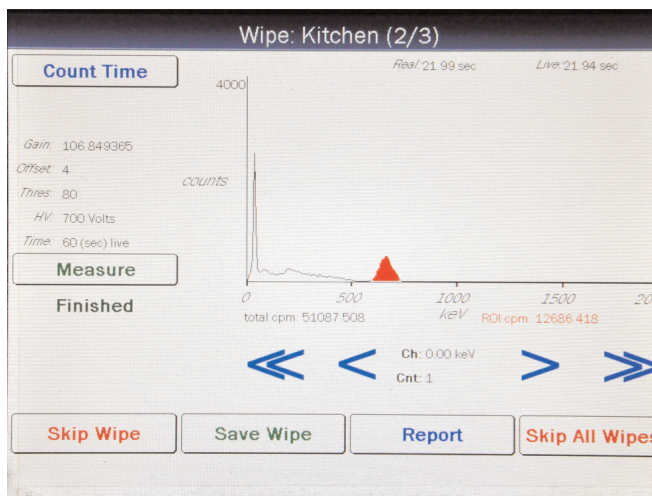 Wipe: Kitchen (2/3)
Count Time
Real: 21.99 sec
Live: 21.94 sec
4000
Gain: 106.849365
Offset: 4
Thres: 80
HV: 700 Volts
Time: 60 (sec) live
counts
Measure
Finished
0
500
1000
1500
20
total cpm: 51087.508
keV
ROI cpm: 12686.418
Ch: 0.00 keV
Cnt: 1
Skip Wipe
Save Wipe
Report
Skip All Wipes